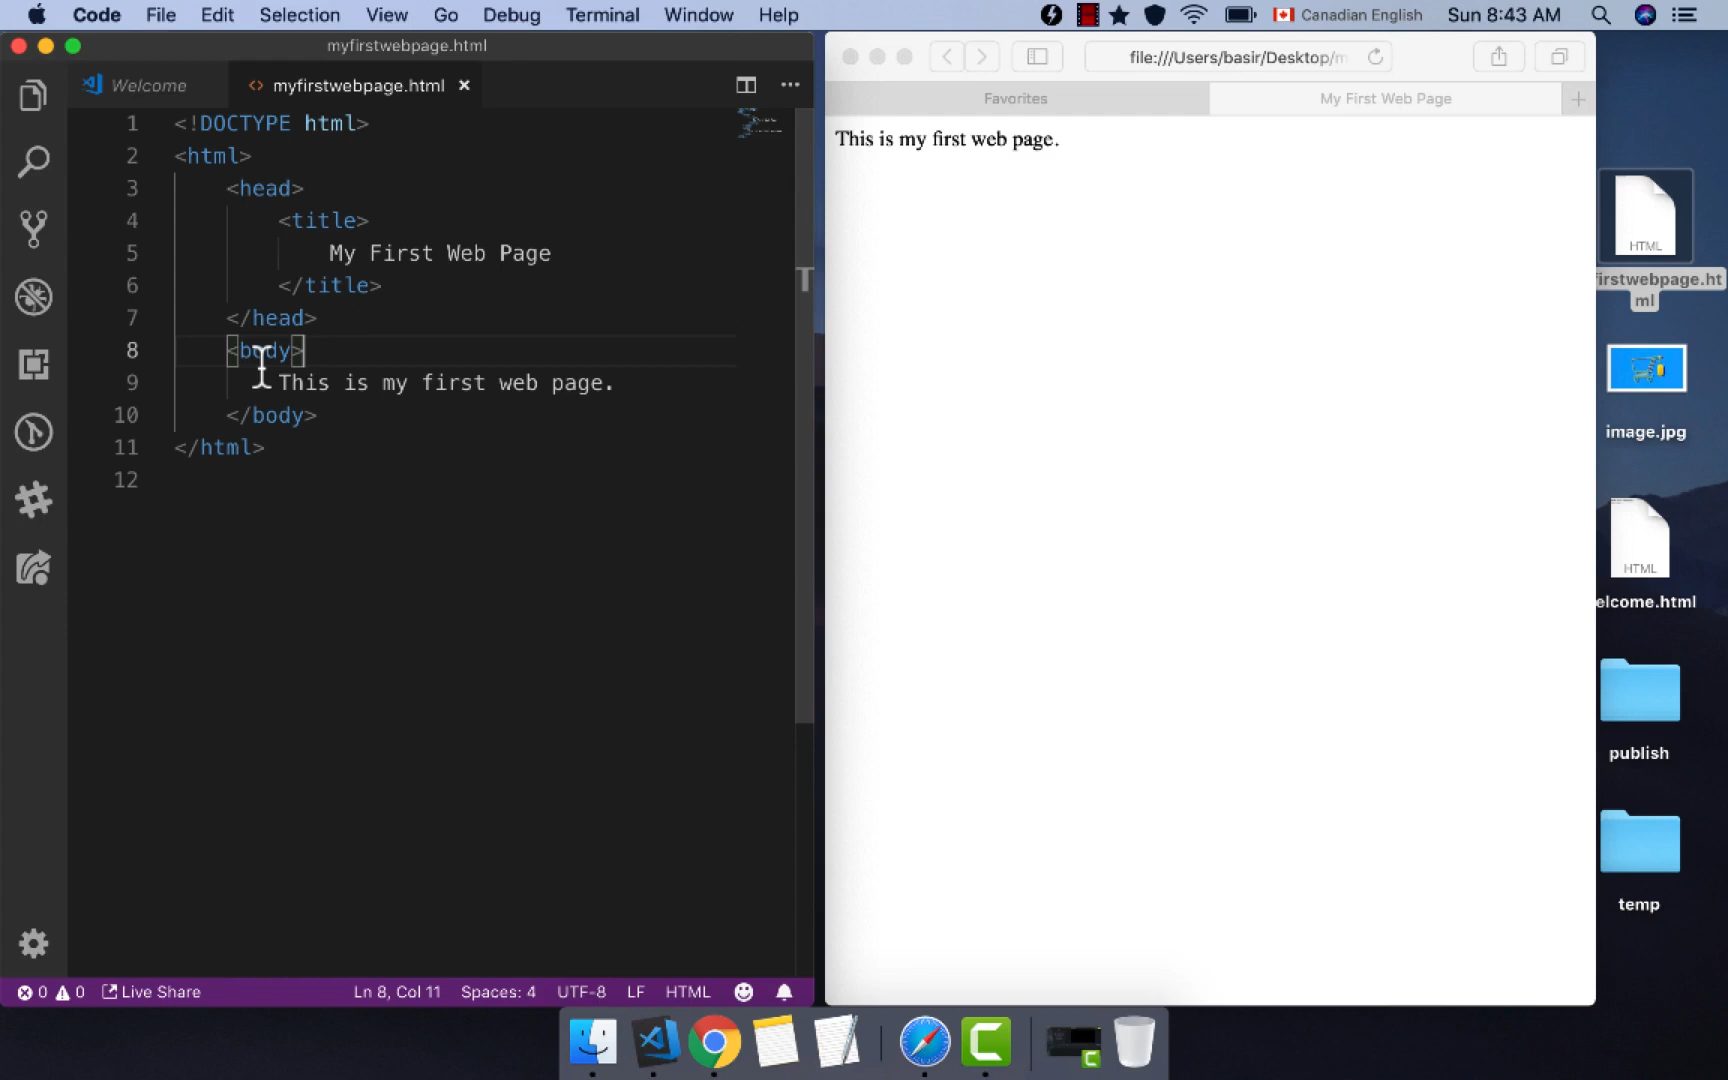 Code File Edit Selection View Go Debug Terminal Window Help Canadian English Sun 8:43 AM
myfirstwebpage.html
Welcome
myfirstwebpage.html
1 <!DOCTYPE html>
2 <html>
3 <head>
4 <title>
5 My First Web Page
6 </title>
7 </head>
8 <body>
9 This is my first web page.
10 </body>
11 </html>
12
0 0 Live Share Ln 8, Col 11 Spaces: 4 UTF-8 LF HTML
file:///Users/basir/Desktop/m
Favorites
My First Web Page
This is my first web page.
HTML
irstwebpage.ht
ml
image.jpg
HTML
elcome.html
publish
temp